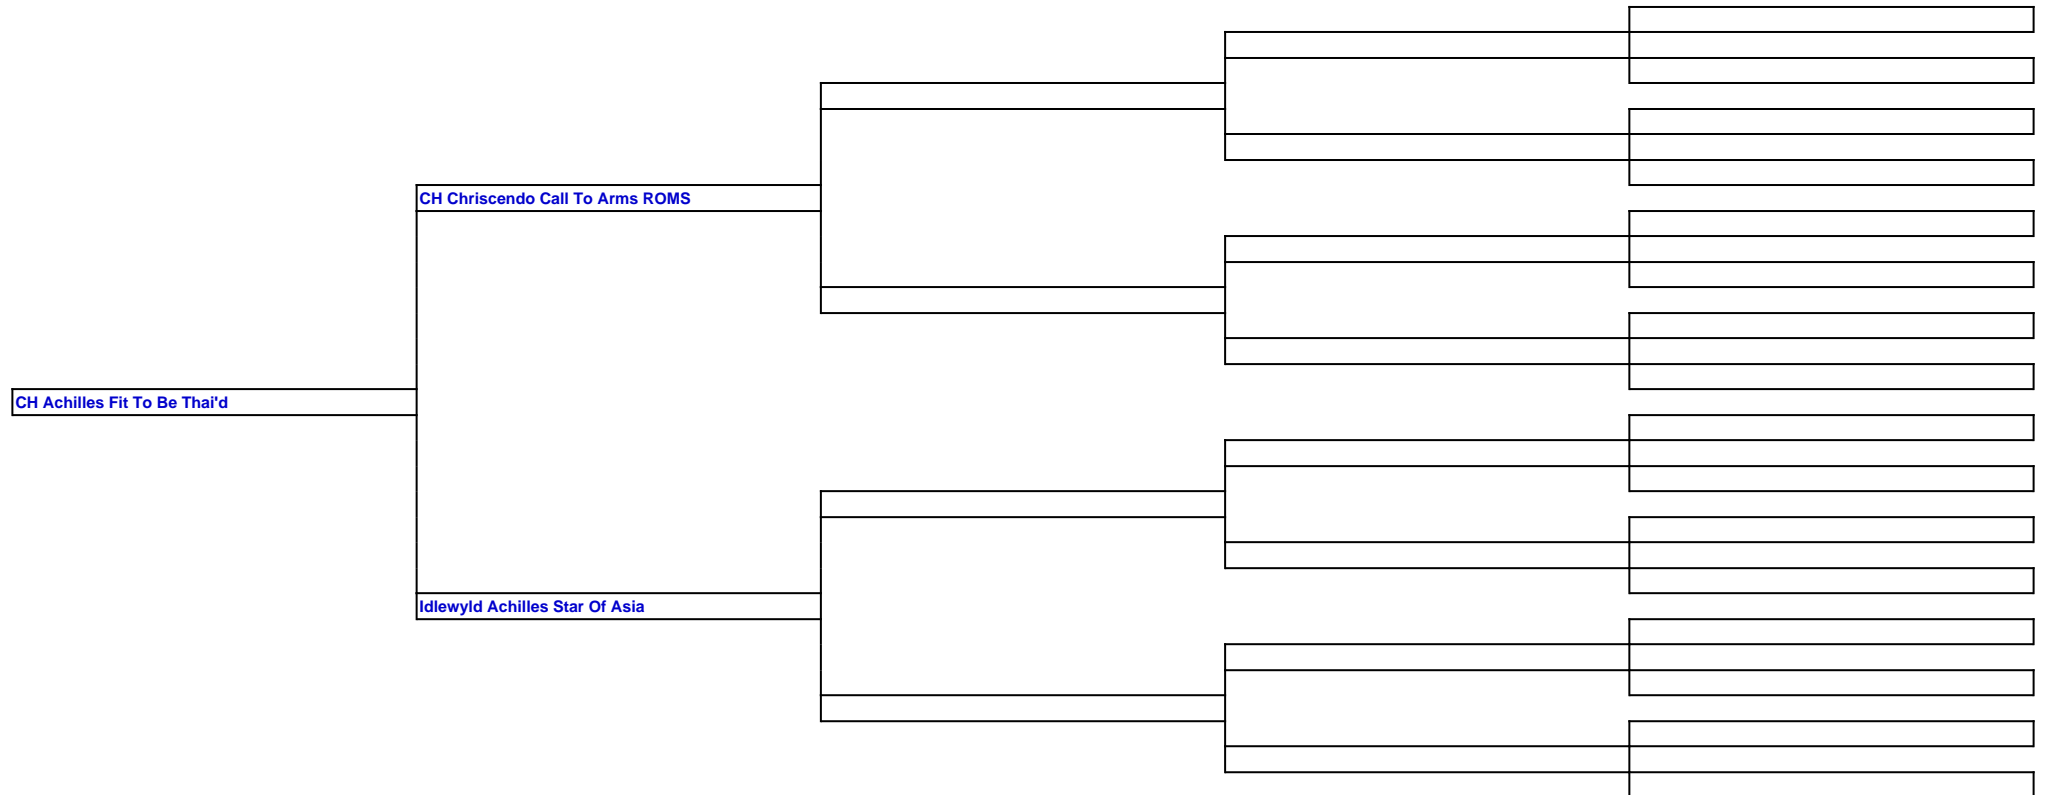 CH Chriscendo Call To Arms ROMS
CH Achilles Fit To Be Thai'd
Idlewyld Achilles Star Of Asia